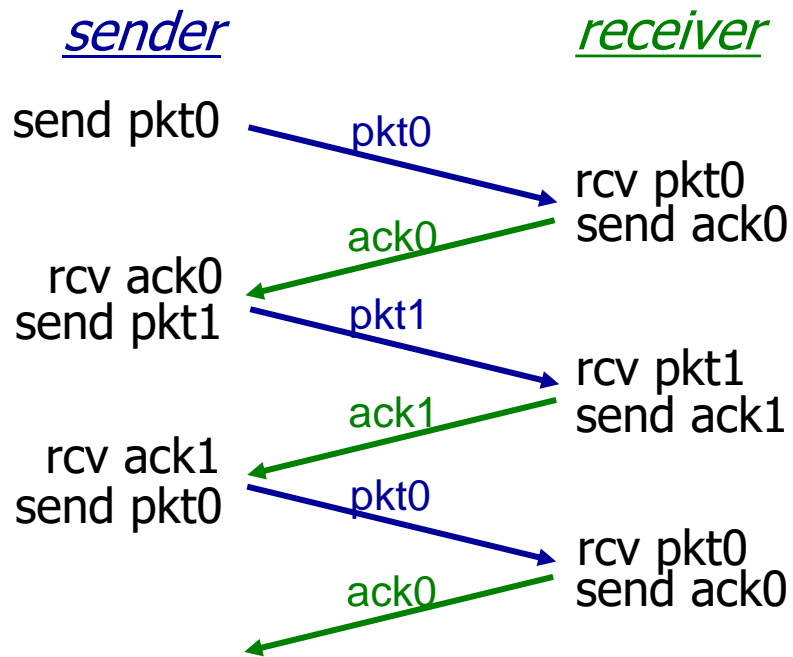 sender receiver
send pkt0
pkt0
rcv pkt0
send ack0
ack0
rcv ack0
send pkt1
pkt1
rcv pkt1
send ack1
ack1
rcv ack1
send pkt0
pkt0
rcv pkt0
send ack0
ack0